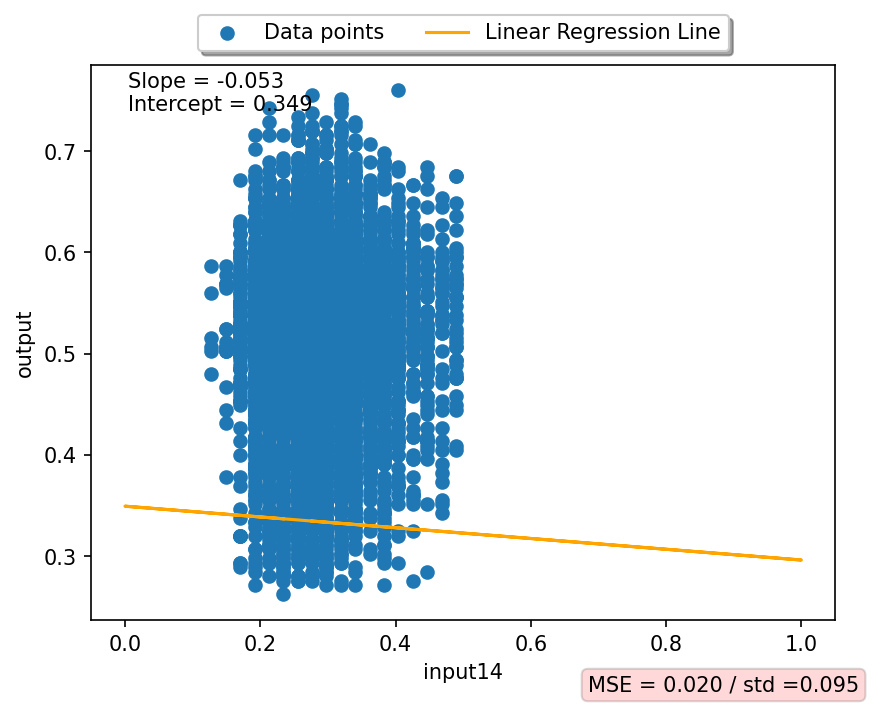 Data points
Linear Regression Line
Slope = -0.053
Intercept = 0.349
output
0.7
0.6
0.5
0.4
0.3
0.0 0.2 0.4 0.6 0.8 1.0
input14
MSE = 0.020 / std =0.095